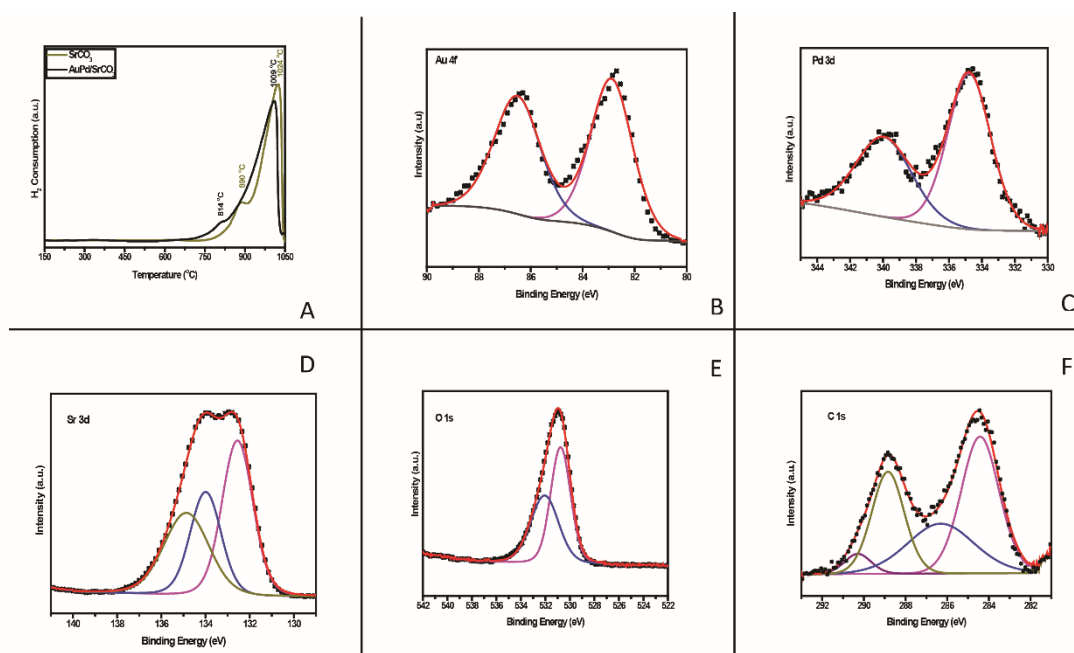 SrCO3
AuPd/SrCO
814 °C
890 °C
1009 °C
1024 °C
H2 Consumption (a.u.)
150 300 450 600 750 900 1050
Temperature (°C)
A
Au 4f
Intensity (a.u)
90 88 86 84 82 80
Binding Energy (eV)
B
Pd 3d
Intensity (a.u.)
344 342 340 338 336 334 332 330
Binding Energy (eV)
C
D
Sr 3d
Intensity (a.u.)
141 140 138 136 134 132 130
Binding Energy (eV)
E
O 1s
Intensity (a.u.)
542 540 538 536 534 532 530 528 526 524 522
Binding Energy (eV)
F
C 1s
Intensity (a.u.)
292 290 288 286 284 282
Binding Energy (eV)